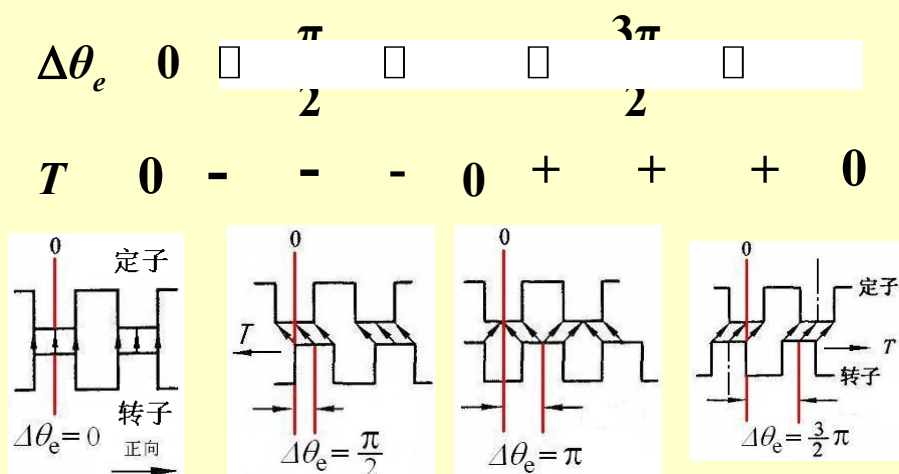 Δθe 0 π/2 3π/2
T 0 - - - 0 + + + 0
0 定子 转子 Δθe=0 正向
0 T Δθe=π/2
0 Δθe=π
0 定子 T 转子 Δθe=3/2π